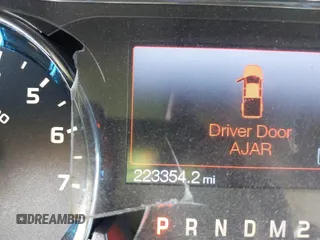 5
6
7
Driver Door
AJAR
223354.2 mi
P R N D M 2
DREAMBID